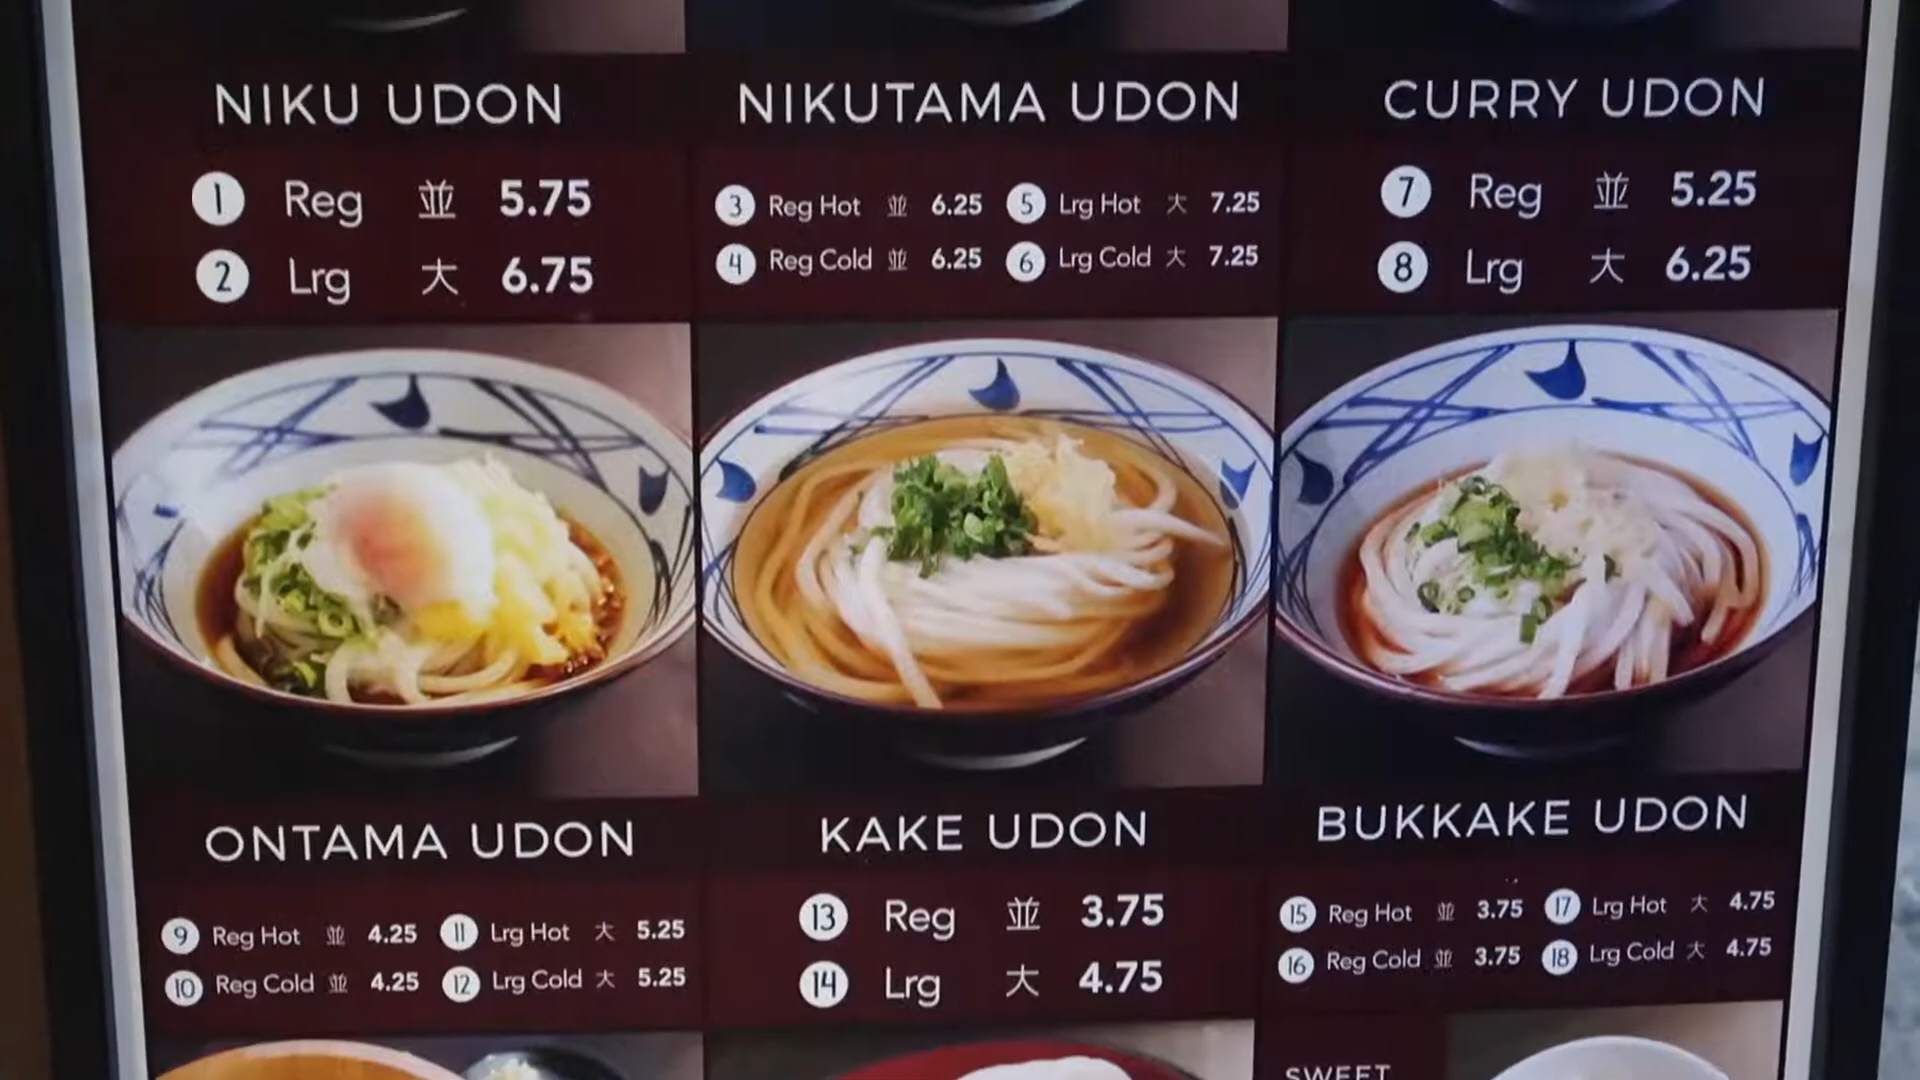 NIKU UDON
1 Reg 並 5.75
2 Lrg 大 6.75
NIKUTAMA UDON
3 Reg Hot 並 6.25 5 Lrg Hot 大 7.25
4 Reg Cold 並 6.25 6 Lrg Cold 大 7.25
CURRY UDON
7 Reg 並 5.25
8 Lrg 大 6.25
ONTAMA UDON
9 Reg Hot 並 4.25 11 Lrg Hot 大 5.25
10 Reg Cold 並 4.25 12 Lrg Cold 大 5.25
KAKE UDON
13 Reg 並 3.75
14 Lrg 大 4.75
BUKKAKE UDON
15 Reg Hot 並 3.75 17 Lrg Hot 大 4.75
16 Reg Cold 並 3.75 18 Lrg Cold 大 4.75
SWEET